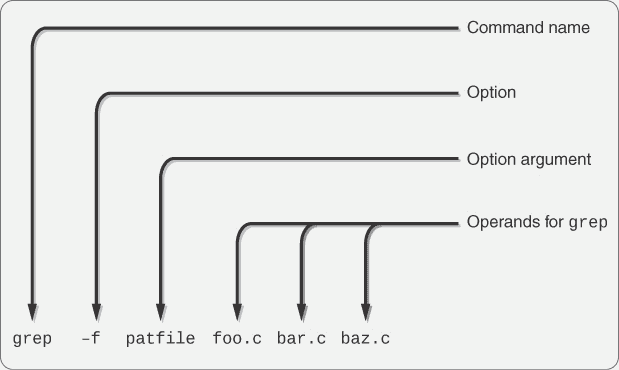 Command name
Option
Option argument
Operands for grep
grep –f patfile foo.c bar.c baz.c